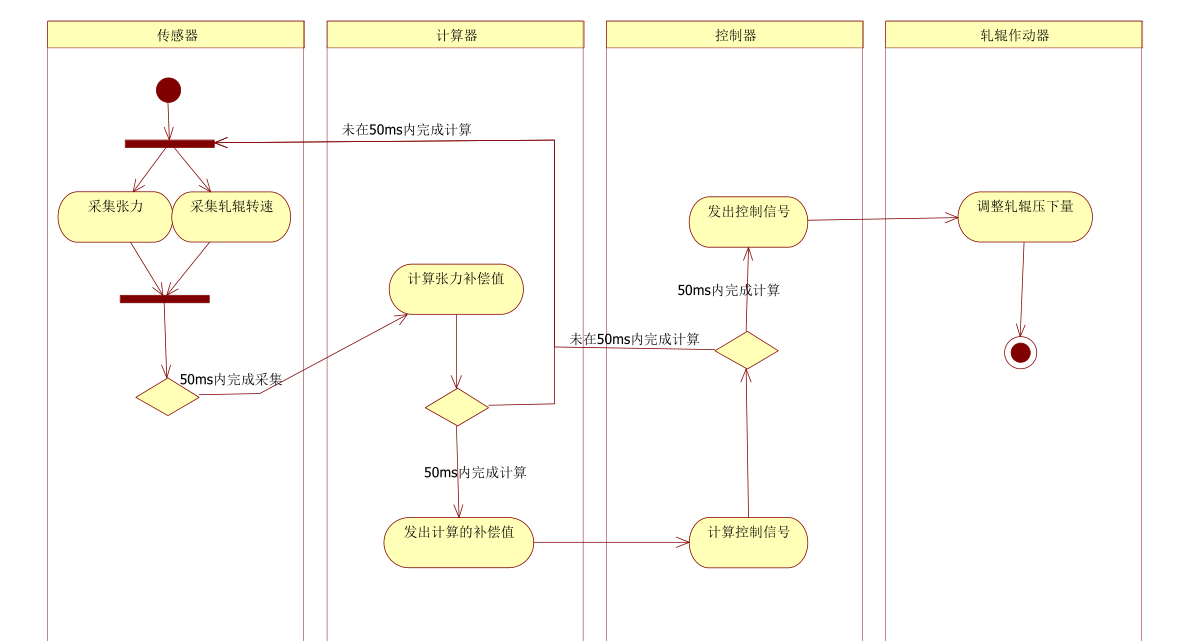 传感器
计算器
控制器
轧辊作动器
未在50ms内完成计算
采集张力
采集轧辊转速
发出控制信号
调整轧辊压下量
计算张力补偿值
50ms内完成计算
未在50ms内完成计算
50ms内完成采集
50ms内完成计算
发出计算的补偿值
计算控制信号